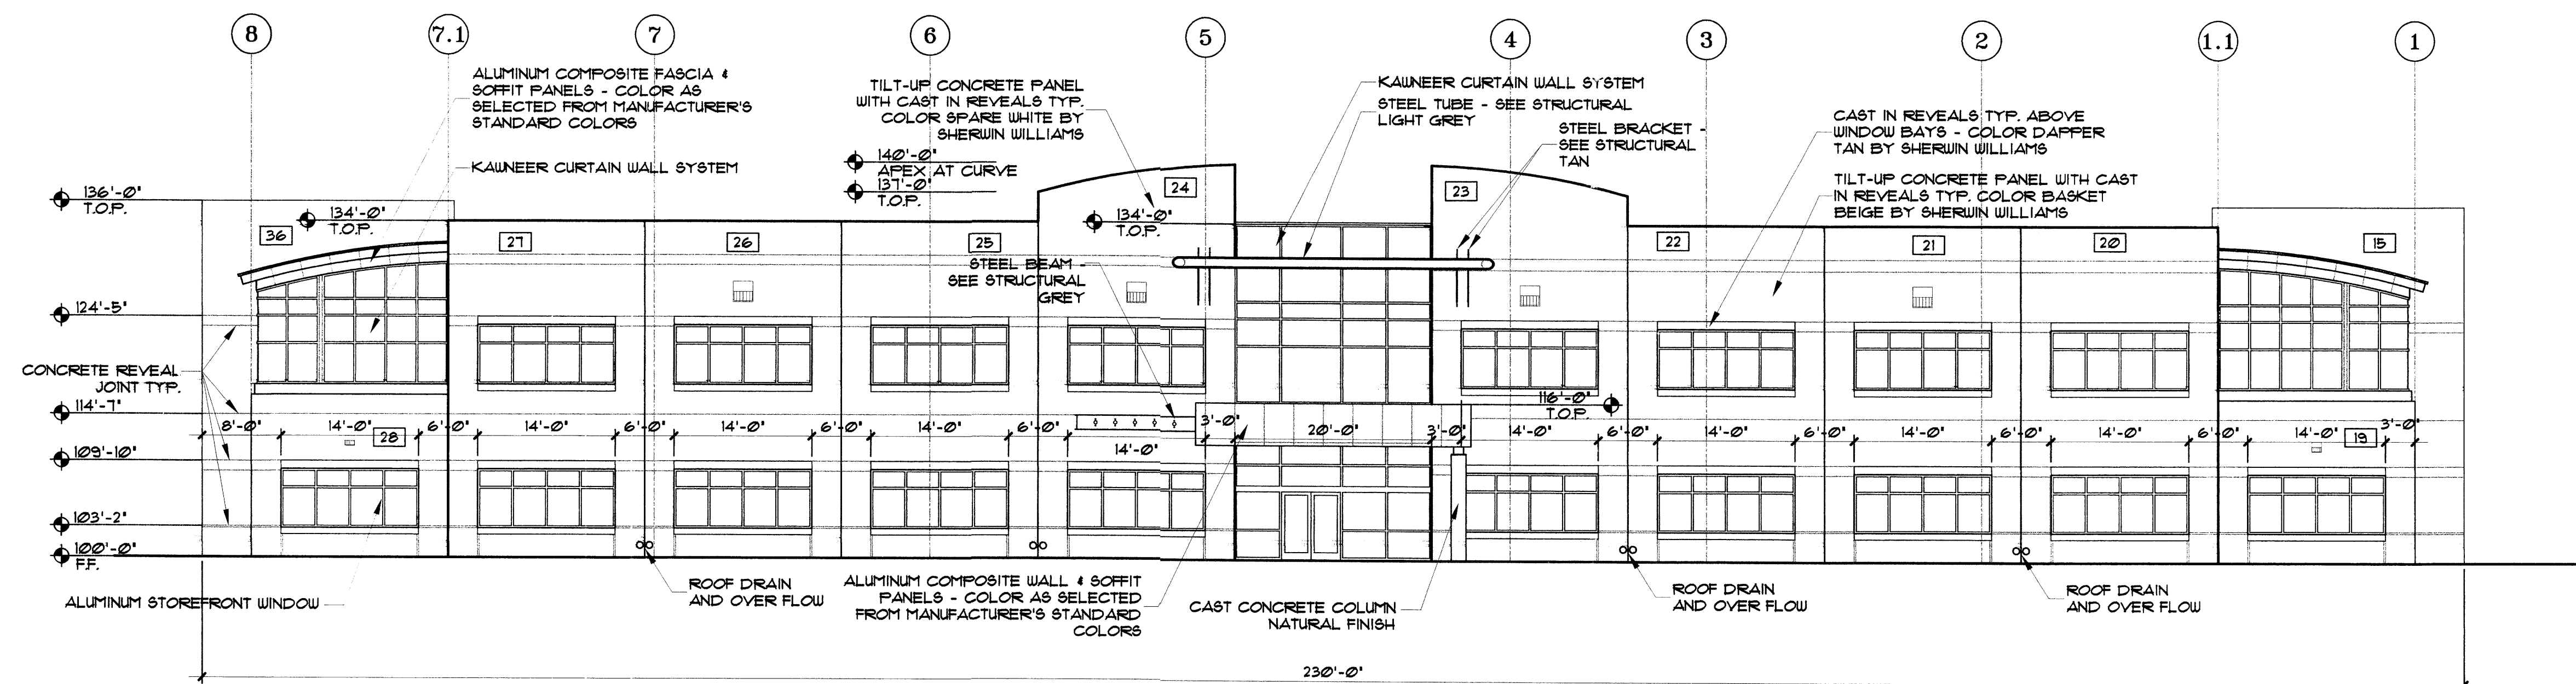 8
7.1
7
6
5
4
3
2
1.1
1
ALUMINUM COMPOSITE FASCIA &
SOFFIT PANELS - COLOR AS
SELECTED FROM MANUFACTURER'S
STANDARD COLORS
KAWNEER CURTAIN WALL SYSTEM
TILT-UP CONCRETE PANEL
WITH CAST IN REVEALS TYP.
COLOR SPARE WHITE BY
SHERWIN WILLIAMS
140'-0"
APEX AT CURVE
137'-0"
T.O.P.
KAWNEER CURTAIN WALL SYSTEM
STEEL TUBE - SEE STRUCTURAL
LIGHT GREY
STEEL BRACKET -
SEE STRUCTURAL
TAN
CAST IN REVEALS TYP. ABOVE
WINDOW BAYS - COLOR DAPPER
TAN BY SHERWIN WILLIAMS
TILT-UP CONCRETE PANEL WITH CAST
IN REVEALS TYP. COLOR BASKET
BEIGE BY SHERWIN WILLIAMS
136'-0"
T.O.P.
134'-0"
T.O.P.
134'-0"
T.O.P.
36
27
26
25
24
23
22
21
20
15
STEEL BEAM -
SEE STRUCTURAL
GREY
124'-5"
CONCRETE REVEAL
JOINT TYP.
114'-7"
116'-0"
T.O.P.
8'-0"
14'-0"
6'-0"
14'-0"
6'-0"
14'-0"
6'-0"
14'-0"
6'-0"
14'-0"
3'-0"
20'-0"
3'-0"
14'-0"
6'-0"
14'-0"
6'-0"
14'-0"
6'-0"
14'-0"
6'-0"
14'-0"
3'-0"
28
19
109'-10"
103'-2"
100'-0"
F.F.
ALUMINUM STOREFRONT WINDOW
ROOF DRAIN
AND OVER FLOW
ALUMINUM COMPOSITE WALL & SOFFIT
PANELS - COLOR AS SELECTED
FROM MANUFACTURER'S STANDARD
COLORS
CAST CONCRETE COLUMN
NATURAL FINISH
ROOF DRAIN
AND OVER FLOW
ROOF DRAIN
AND OVER FLOW
230'-0"